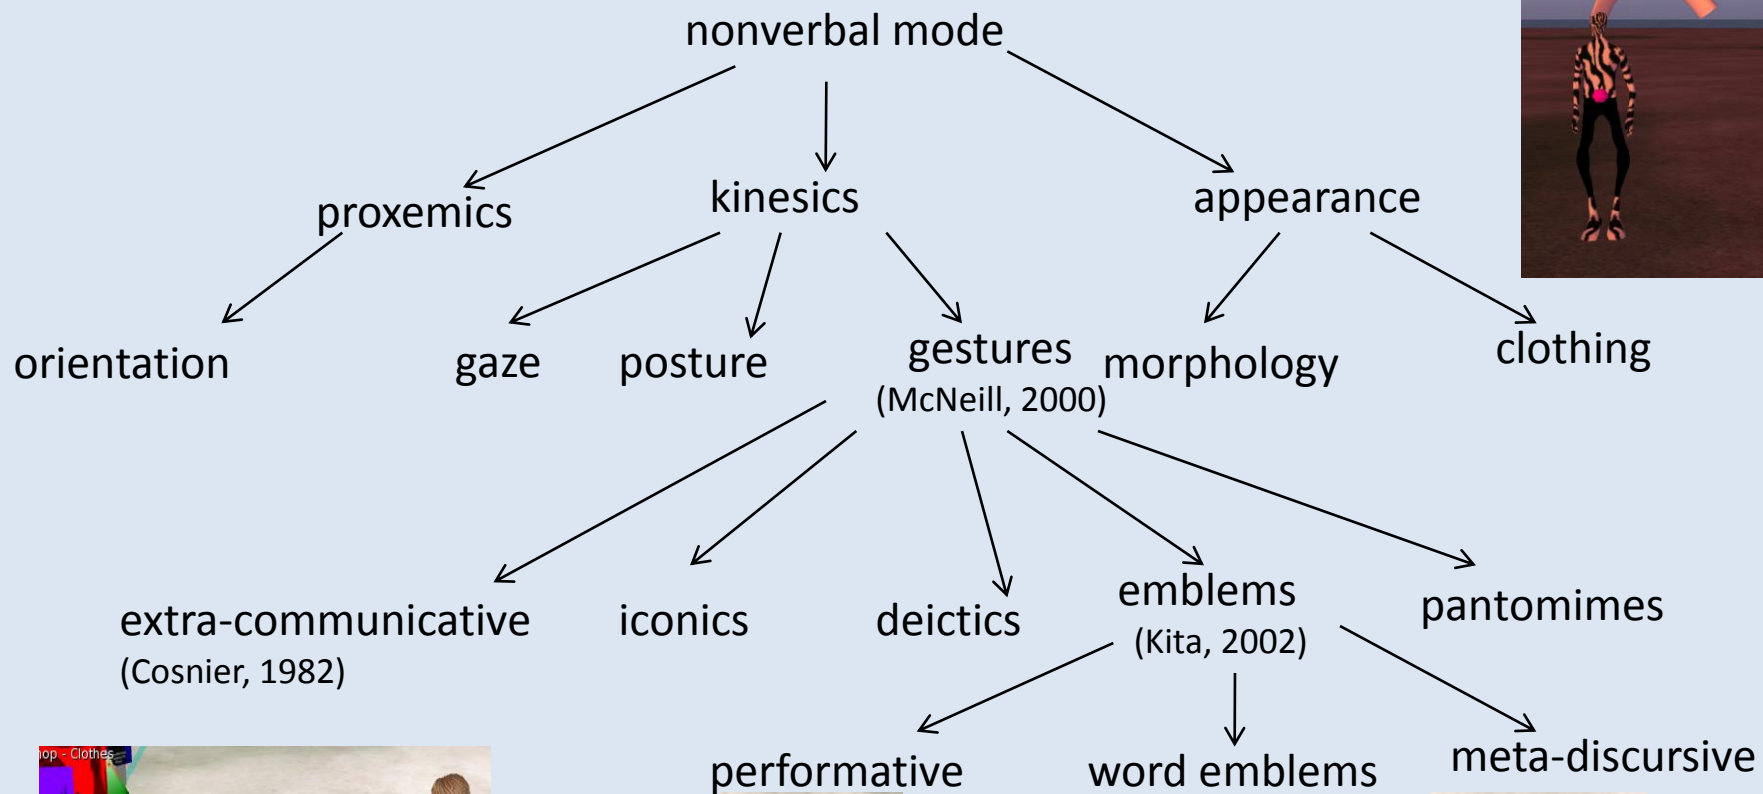 nonverbal mode
proxemics
kinesics
appearance
orientation
gaze
posture
gestures
(McNeill, 2000)
morphology
clothing
extra-communicative
(Cosnier, 1982)
iconics
deictics
emblems
(Kita, 2002)
pantomimes
op - Clothes
performative
word emblems
meta-discursive